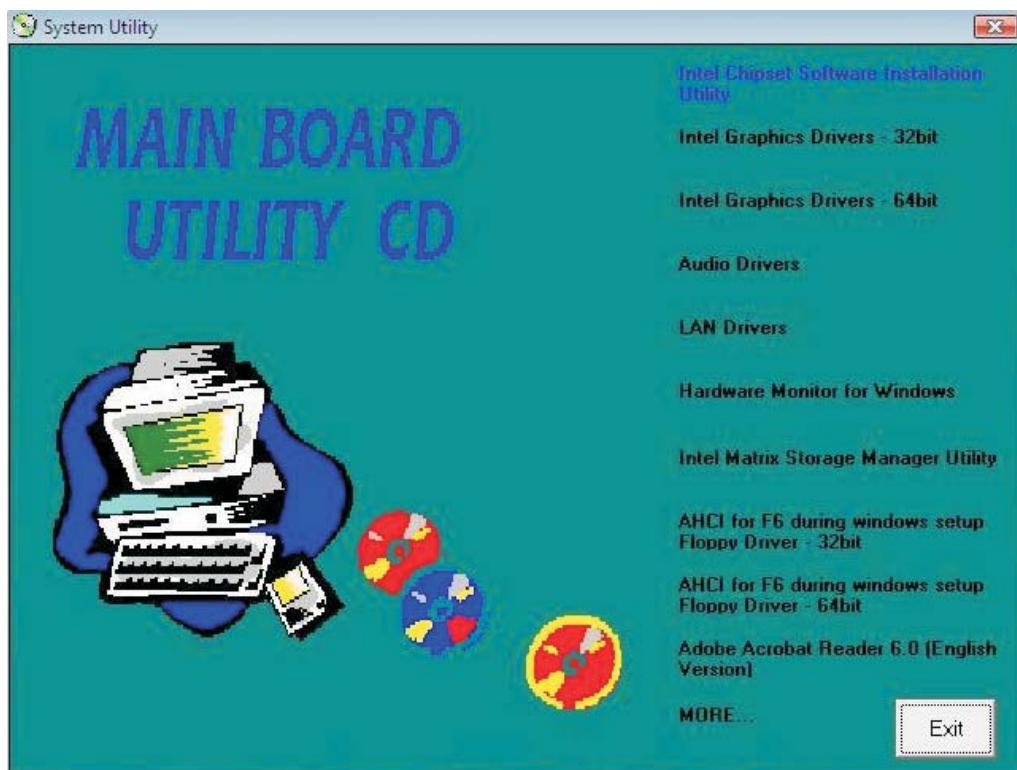 System Utility
MAIN BOARD
UTILITY CD
Intel Chipset Software Installation
Utility
Intel Graphics Drivers - 32bit
Intel Graphics Drivers - 64bit
Audio Drivers
LAN Drivers
Hardware Monitor for Windows
Intel Matrix Storage Manager Utility
AHCI for F6 during windows setup
Floppy Driver - 32bit
AHCI for F6 during windows setup
Floppy Driver - 64bit
Adobe Acrobat Reader 6.0 (English
Version)
MORE...
Exit